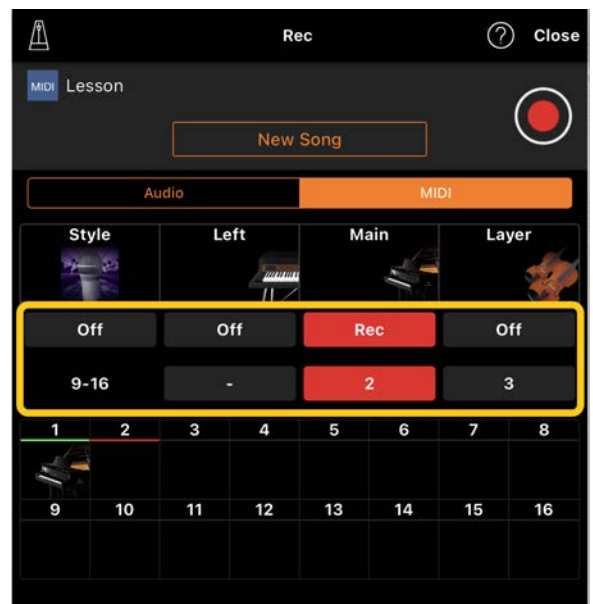 Rec
? Close
MIDI Lesson
New Song
Audio MIDI
Style Left Main Layer
Off Off Rec Off
9-16 - 2 3
1 2 3 4 5 6 7 8
9 10 11 12 13 14 15 16